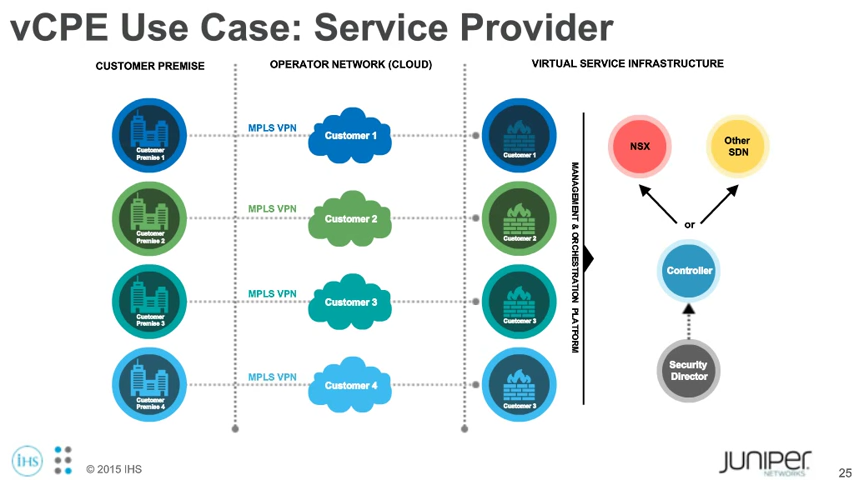 vCPE Use Case: Service Provider
CUSTOMER PREMISE
OPERATOR NETWORK (CLOUD)
VIRTUAL SERVICE INFRASTRUCTURE
Customer
Premise 1
MPLS VPN
Customer 1
Customer 1
Customer
Premise 2
MPLS VPN
Customer 2
Customer 2
Customer
Premise 3
MPLS VPN
Customer 3
Customer 3
Customer
Premise 4
MPLS VPN
Customer 4
Customer 3
MANAGEMENT & ORCHESTRATION PLATFORM
NSX
Other
SDN
or
Controller
Security
Director
iHS
© 2015 IHS
JUNIPER
NETWORKS
25